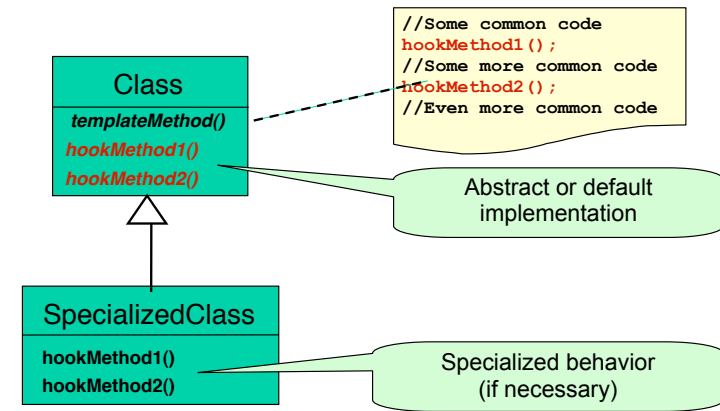 //Some common code
hookMethod1();
//Some more common code
hookMethod2();
//Even more common code
Class
templateMethod()
hookMethod1()
hookMethod2()
Abstract or default
implementation
SpecializedClass
hookMethod1()
hookMethod2()
Specialized behavior
(if necessary)